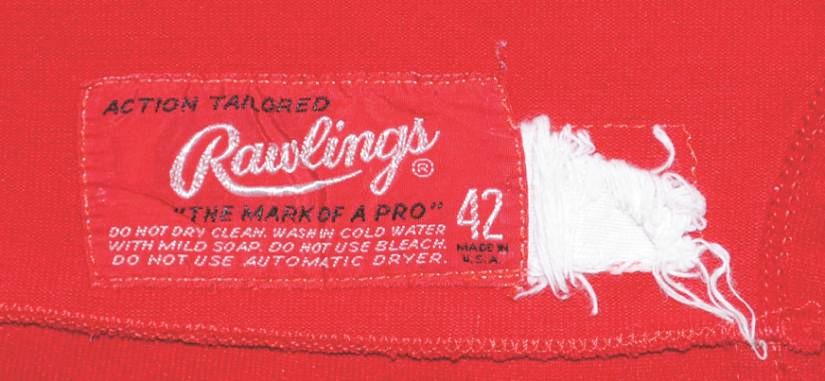 ACTION TAILORED
Rawlings®
"THE MARK OF A PRO"
42
DO NOT DRY CLEAN. WASH IN COLD WATER
WITH MILD SOAP. DO NOT USE BLEACH.
DO NOT USE AUTOMATIC DRYER.
MADE IN
U.S.A.